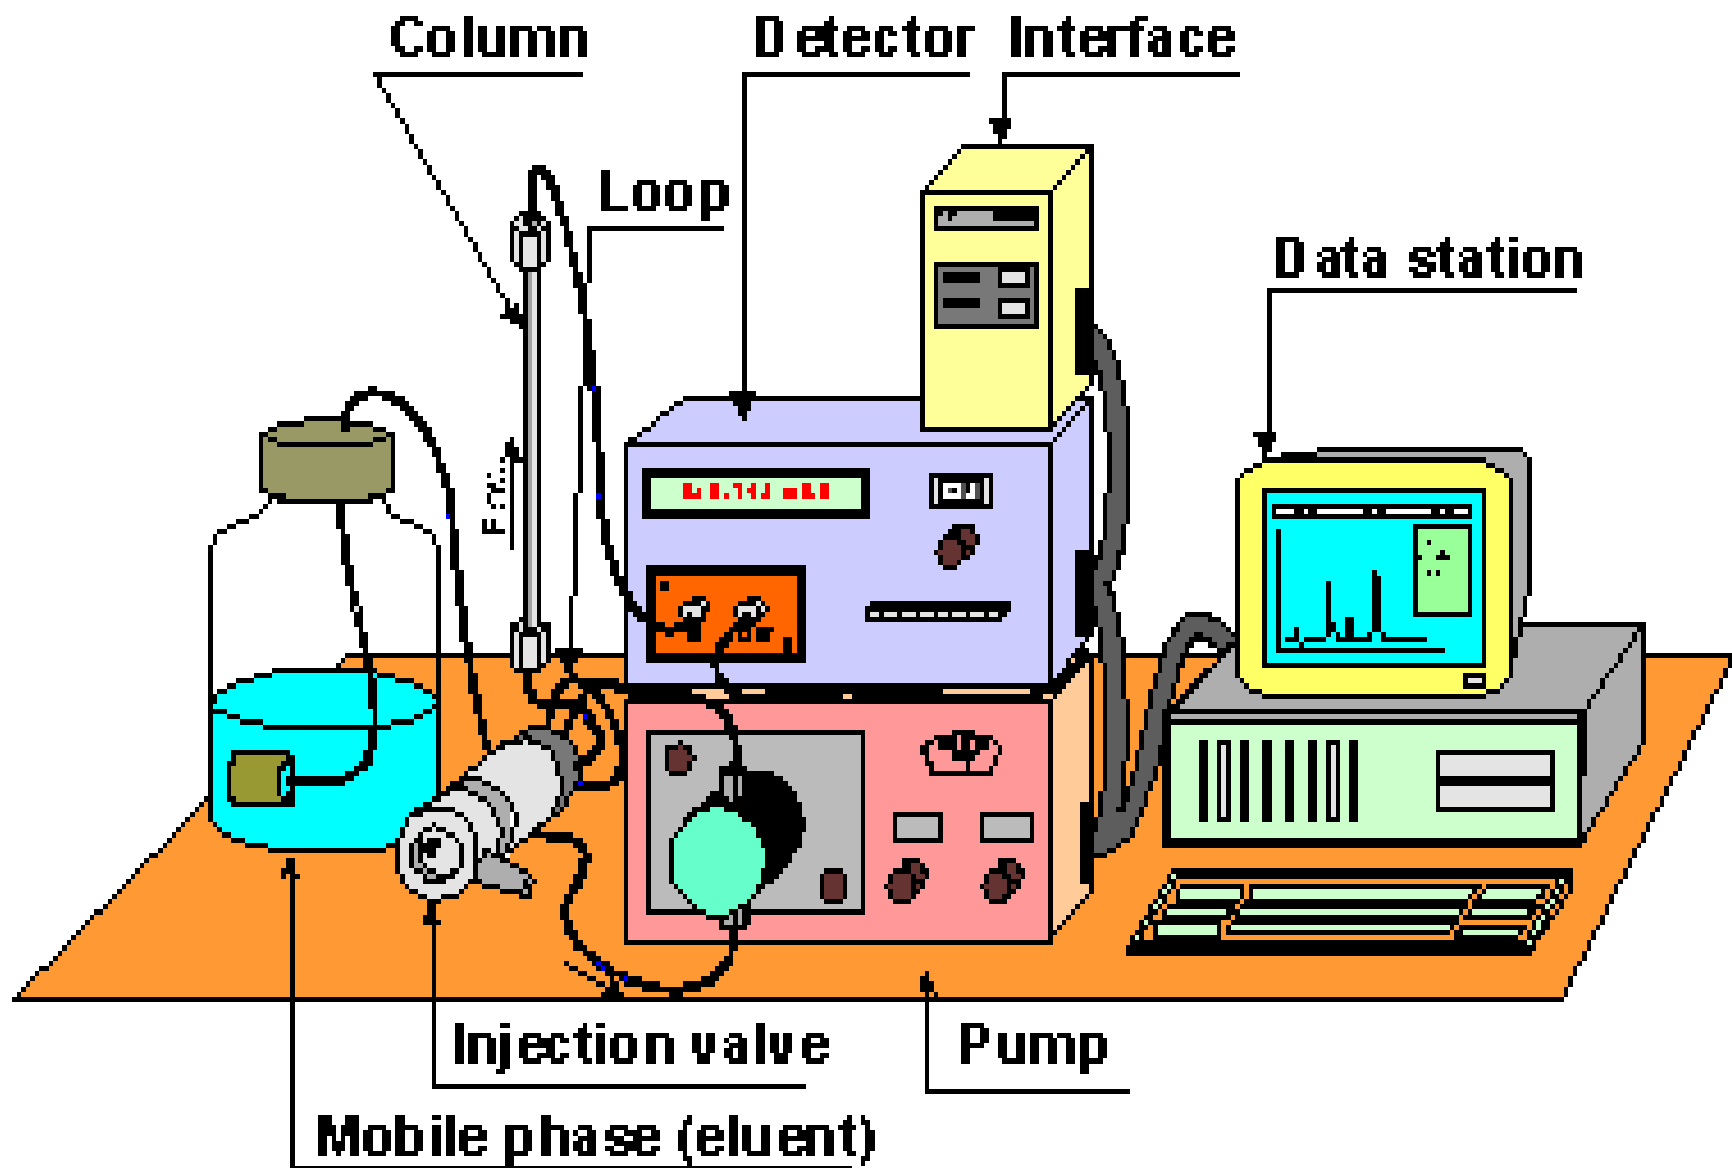 Column
Detector
Interface
Loop
Data station
Injection valve
Pump
Mobile phase (eluent)